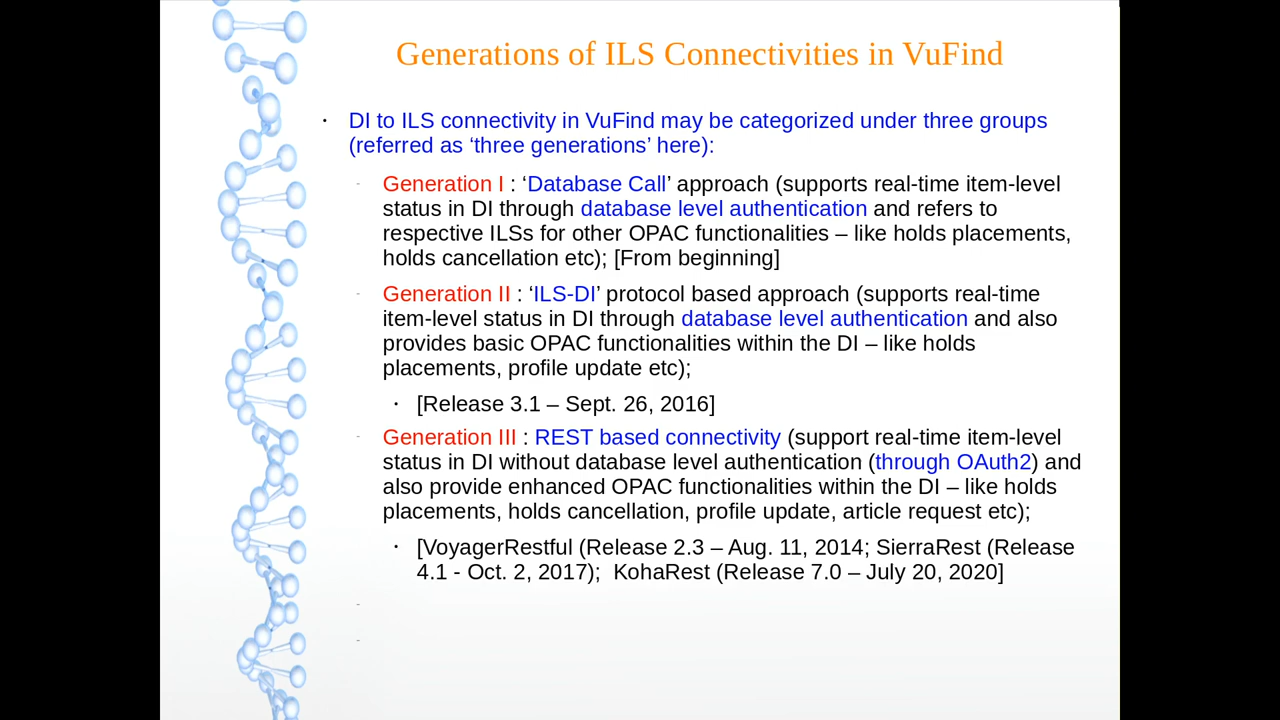 Generations of ILS Connectivities in VuFind
• DI to ILS connectivity in VuFind may be categorized under three groups
(referred as ‘three generations’ here):
- Generation I : ‘Database Call’ approach (supports real-time item-level
status in DI through database level authentication and refers to
respective ILSs for other OPAC functionalities – like holds placements,
holds cancellation etc); [From beginning]
- Generation II : ‘ILS-DI’ protocol based approach (supports real-time
item-level status in DI through database level authentication and also
provides basic OPAC functionalities within the DI – like holds
placements, profile update etc);
• [Release 3.1 – Sept. 26, 2016]
- Generation III : REST based connectivity (support real-time item-level
status in DI without database level authentication (through OAuth2) and
also provide enhanced OPAC functionalities within the DI – like holds
placements, holds cancellation, profile update, article request etc);
• [VoyagerRestful (Release 2.3 – Aug. 11, 2014; SierraRest (Release
4.1 - Oct. 2, 2017);  KohaRest (Release 7.0 – July 20, 2020]
-
-